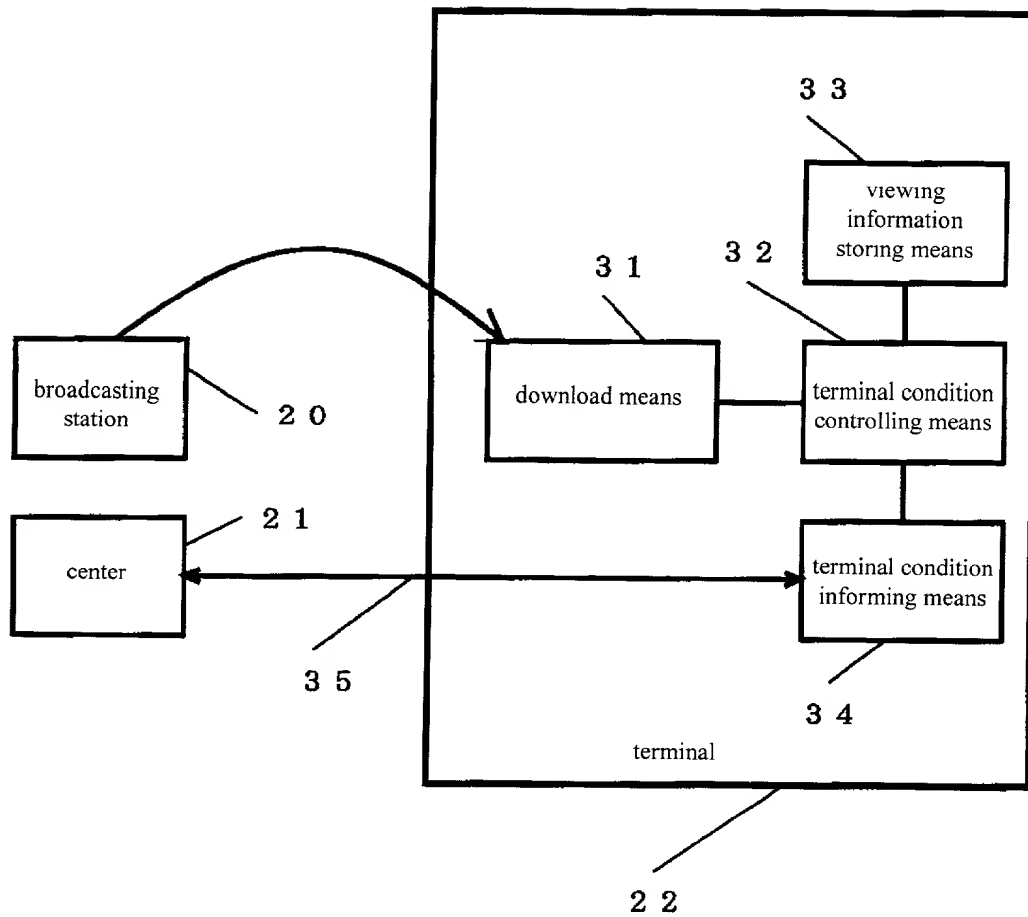 3 3
viewing
information
storing means
3 1
3 2
broadcasting
station
2 0
download means
terminal condition
controlling means
2 1
center
terminal condition
informing means
3 5
3 4
terminal
2 2